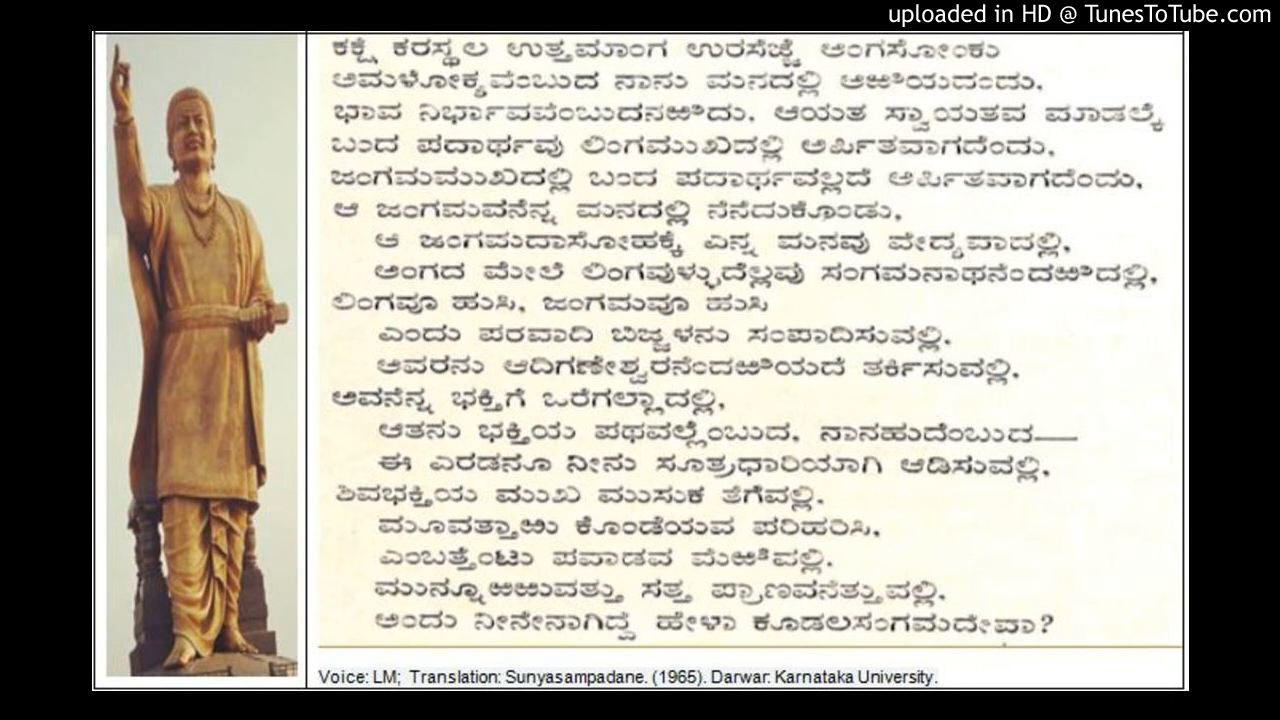 uploaded in HD @ TunesToTube.com
ಕಕ್ಷೆ ಕರಸ್ಥಲ ಉತ್ತಮಾಂಗ ಉರಸೆಜ್ಜೆ ಅಂಗಸೋಂಕು
ಅಮಳೋಕ್ಯವೆಂಬುದ ನಾನು ಮನದಲ್ಲಿ ಅಱಿಯದಂದು.
ಭಾವ ನಿರ್ಭಾವವೆಂಬುದನಱಿದು. ಆಯತ ಸ್ವಾಯತವ ಮಾಡಲ್ಕೆ
ಬುದ ಪದಾರ್ಥವು ಲಿಂಗಮುಖದಲ್ಲಿ ಅರ್ಪಿತವಾಗದೆಂದು,
ಜಂಗಮಮುಖದಲ್ಲಿ ಬಂದ ಪದಾರ್ಥವಲ್ಲದೆ ಅರ್ಪಿತವಾಗದೆಂದು,
ಆ ಜಂಗಮವನೆನ್ನ ಮನದಲ್ಲಿ ನೆನೆದುಕೊಂಡು,
ಆ ಜಂಗಮದಾಸೋಹಕ್ಕೆ ಎನ್ನ ಮನವು ವೇದ್ಯವಾದಲ್ಲಿ,
ಅಂಗದ ಮೇಲೆ ಲಿಂಗವುಳ್ಳುದೆಲ್ಲವು ಸಂಗಮನಾಥನೆಂದಱಿದಲ್ಲಿ,
ಲಿಂಗವೂ ಹುಸಿ, ಜಂಗಮವೂ ಹುಸಿ
ಎಂದು ಪರವಾದಿ ಬಿಜ್ಜಳನು ಸಂಪಾದಿಸುವಲ್ಲಿ,
ಅವರನು ಆದಿಗಣೇಶ್ವರನೆಂದಱಿಯದೆ ತರ್ಕಿಸುವಲ್ಲಿ,
ಅವನೆನ್ನ ಭಕ್ತಿಗೆ ಒರೆಗಲ್ಲಾದಲ್ಲಿ,
ಆತನು ಭಕ್ತಿಯ ಪಥವಲ್ಲೆಂಬುದ, ನಾನಹುದೆಂಬುದ—
ಈ ಎರಡನೂ ನೀನು ಸೂತ್ರಧಾರಿಯಾಗಿ ಆಡಿಸುವಲ್ಲಿ,
ಶಿವಭಕ್ತಿಯ ಮುಖ ಮುಸುಕ ತೆಗೆವಲ್ಲಿ,
ಮೂವತ್ತಾಱು ಕೊಂಡೆಯವ ಪರಿಹರಿಸಿ,
ಎಂಬತ್ತೆಂಟು ಪವಾಡವ ಮೆಱೆವಲ್ಲಿ.
ಮುನ್ನೂಱಱುವತ್ತು ಸತ್ತ ಪ್ರಾಣವನೆತ್ತುವಲ್ಲಿ,
ಅಂದು ನೀನೇನಾಗಿದ್ದೆ ಹೇಳಾ ಕೂಡಲಸಂಗಮದೇವಾ?
Voice: LM; Translation: Sunyasampadane. (1965). Darwar: Karnataka University.